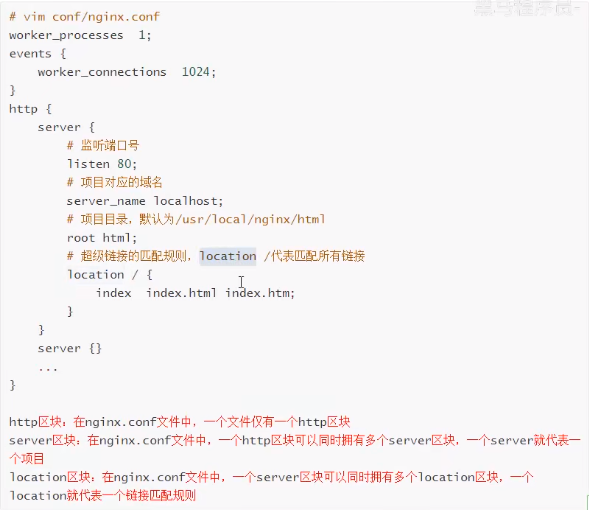 黑马程序员-
# vim conf/nginx.conf
worker_processes  1;
events {
    worker_connections  1024;
}
http {
    server {
        # 监听端口号
        listen 80;
        # 项目对应的域名
        server_name localhost;
        # 项目目录，默认为/usr/local/nginx/html
        root html;
        # 超级链接的匹配规则，location /代表匹配所有链接
        location / {
            index  index.html index.htm;
        }
    }
    server {}
    ...
}
http区块：在nginx.conf文件中，一个文件仅有一个http区块
server区块：在nginx.conf文件中，一个http区块可以同时拥有多个server区块，一个server就代表一
个项目
location区块：在nginx.conf文件中，一个server区块可以同时拥有多个location区块，一个
location就代表一个链接匹配规则